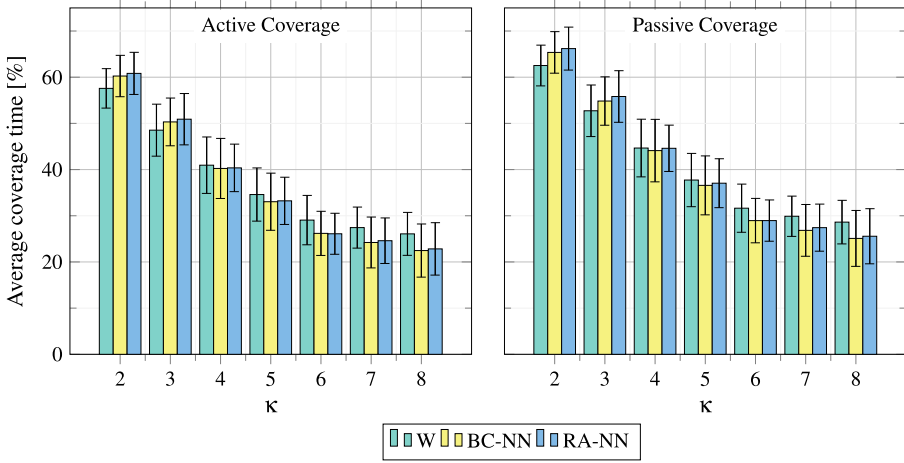 Active Coverage
Passive Coverage
Average coverage time [%]
60
40
20
0
2 3 4 5 6 7 8
2 3 4 5 6 7 8
κ
κ
W BC-NN RA-NN